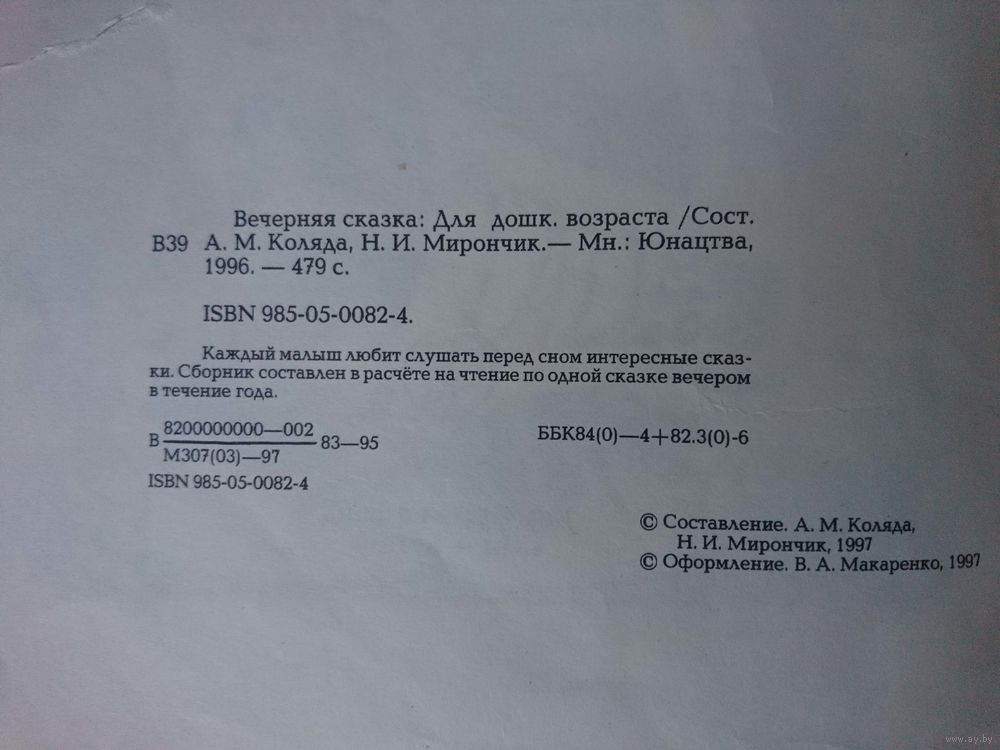 Вечерняя сказка: Для дошк. возраста /Сост.
В39 А. М. Коляда, Н. И. Мирончик.— Мн.: Юнацтва,
1996. — 479 с.
ISBN 985-05-0082-4.
Каждый малыш любит слушать перед сном интересные сказ-
ки. Сборник составлен в расчёте на чтение по одной сказке вечером
в течение года.
В 8200000000—002
М307(03)—97 83—95
ББК84(0)—4+82.3(0)-6
ISBN 985-05-0082-4
© Составление. А. М. Коляда,
Н. И. Мирончик, 1997
© Оформление. В. А. Макаренко, 1997
www.ay.by